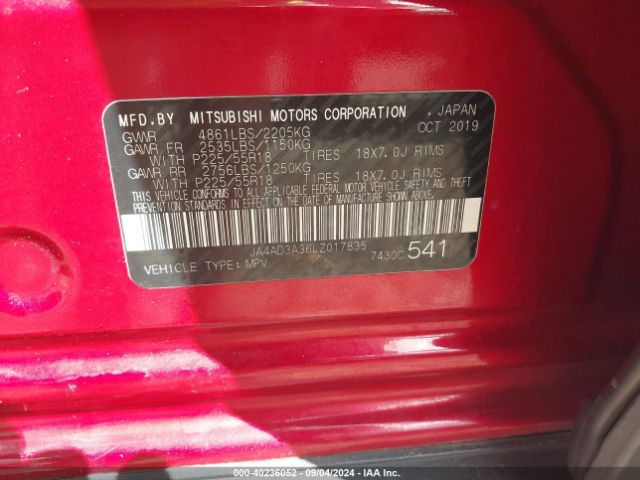 MFD.BY MITSUBISHI MOTORS CORPORATION , JAPAN
GVWR 4861LBS/2205KG OCT 2019
GAWR FR 2535LBS/1150KG
WITH P225/55R18 TIRES 18X7.0J RIMS
GAWR RR 2756LBS/1250KG
WITH P225/55R18 TIRES 18X7.0J RIMS
THIS VEHICLE CONFORMS TO ALL APPLICABLE FEDERAL MOTOR VEHICLE SAFETY AND THEFT
PREVENTION STANDARDS IN EFFECT ON THE DATE OF MANUFACTURE SHOWN ABOVE.
JA4AD3A36LZ017835
VEHICLE TYPE: MPV 7430C 541
000-40236052 - 09/04/2024 - IAA Inc.